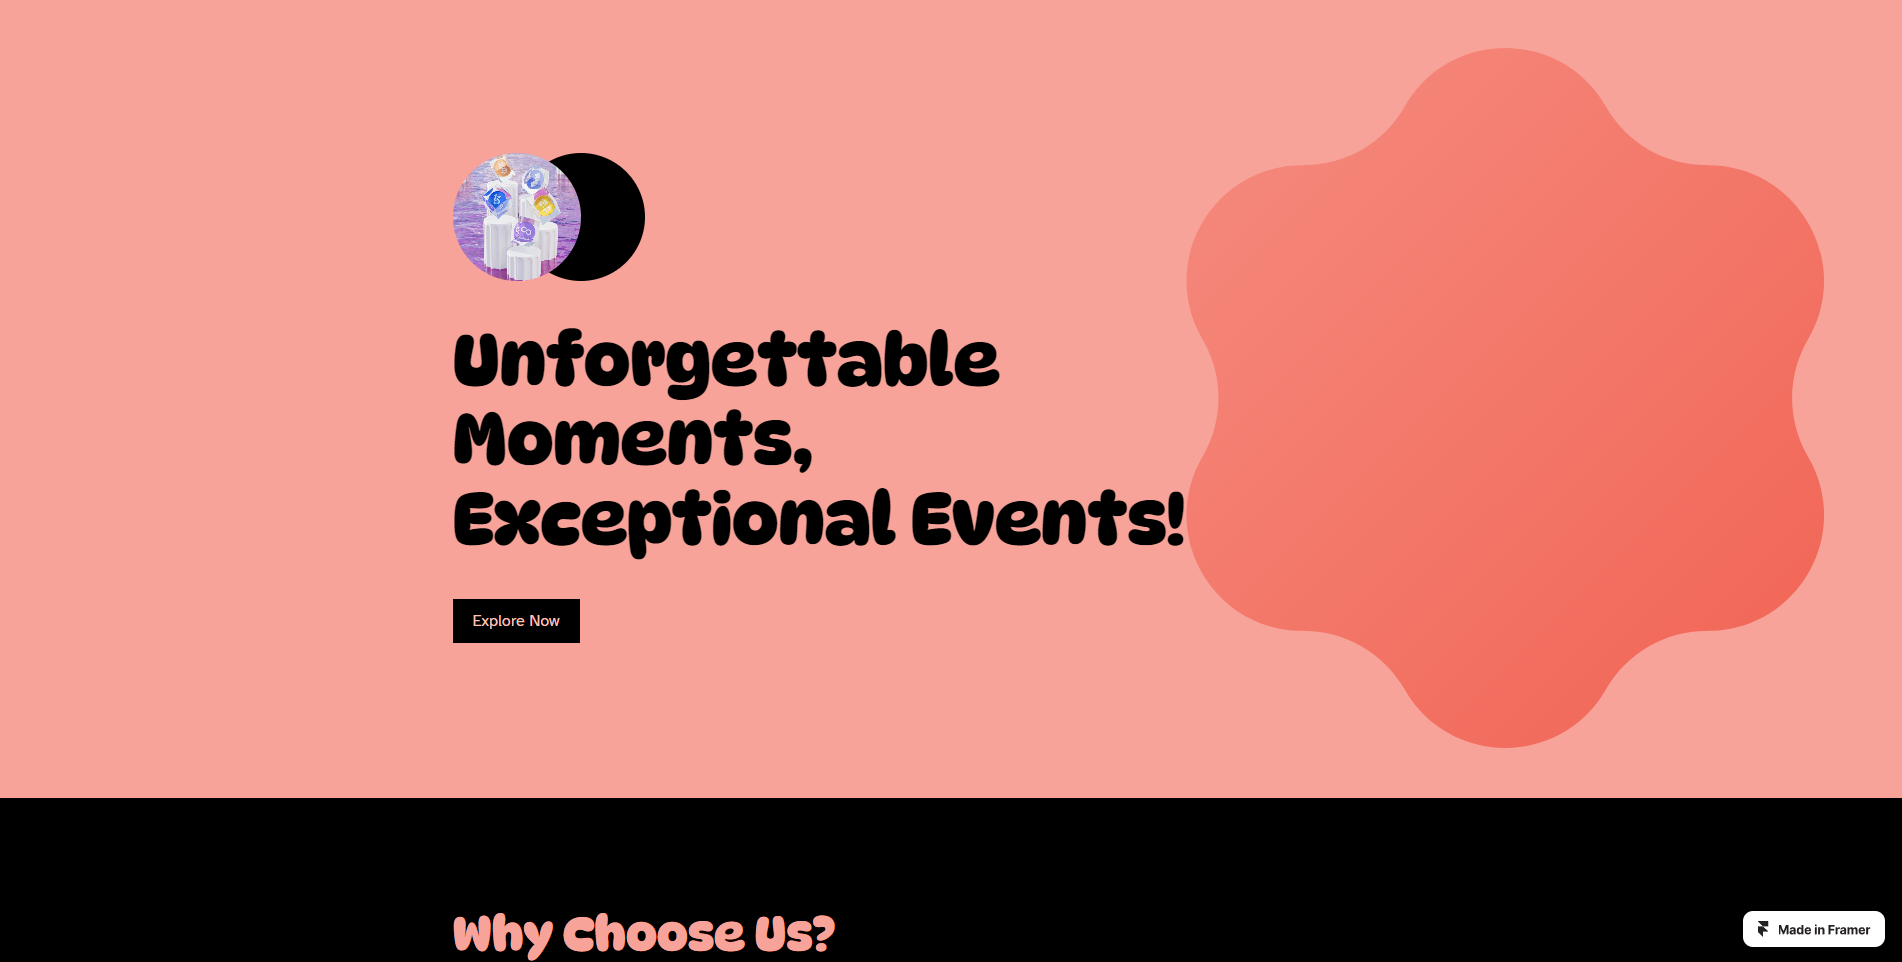 Unforgettable
Moments,
Exceptional Events!
Explore Now
Why Choose Us?
Made in Framer